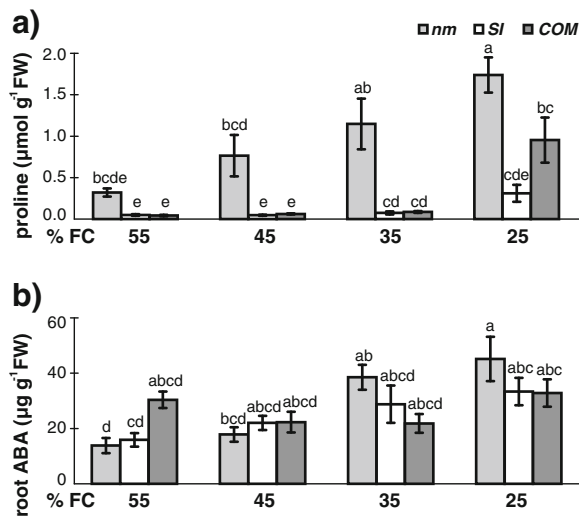 a)
nm SI COM
proline (µmol g⁻¹FW)
2.0
1.5
1.0
0.5
0.0
bcde e e
bcd e e
ab cd cd
a cde bc
% FC 55 45 35 25
b)
root ABA (µg g⁻¹FW)
60
40
20
0
d cd abcd
bcd abcd abcd
ab abcd abcd
a abc abc
% FC 55 45 35 25